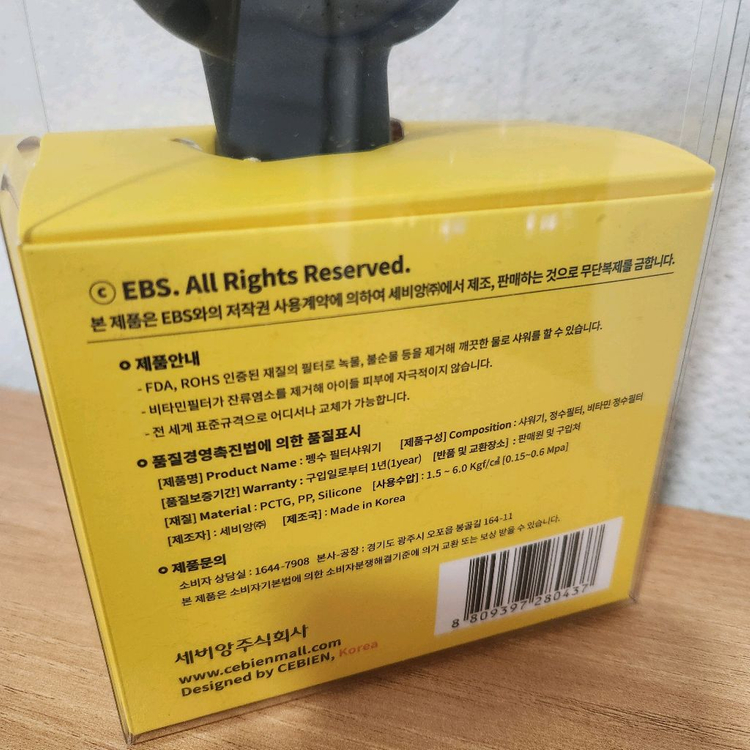 ⓒ EBS. All Rights Reserved.
본 제품은 EBS와의 저작권 사용계약에 의하여 세비앙㈜에서 제조, 판매하는 것으로 무단복제를 금합니다.
제품안내
- FDA, ROHS 인증된 재질의 필터로 녹물, 불순물 등을 제거해 깨끗한 물로 샤워를 할 수 있습니다.
- 비타민필터가 잔류염소를 제거해 아이들 피부에 자극적이지 않습니다.
- 전 세계 표준규격으로 어디서나 교체가 가능합니다.
품질경영촉진법에 의한 품질표시
[제품명] Product Name : 펭수 필터샤워기 [제품구성] Composition : 샤워기, 정수필터, 비타민 정수필터
[품질보증기간] Warranty : 구입일로부터 1년(1year) [반품 및 교환장소] : 판매원 및 구입처
[재질] Material : PCTG, PP, Silicone [사용수압] : 1.5 ~ 6.0 Kgf/㎠ [0.15~0.6 Mpa]
[제조자] : 세비앙㈜ [제조국] : Made in Korea
제품문의
소비자 상담실 : 1644-7908 본사·공장 : 경기도 광주시 오포읍 봉골길 164-11
본 제품은 소비자기본법에 의한 소비자분쟁해결기준에 의거 교환 또는 보상 받을 수 있습니다.
8 809397 280437
세비앙주식회사
www.cebienmall.com
Designed by CEBIEN, Korea